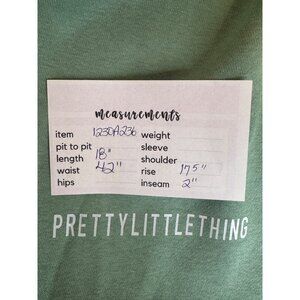 measurements
item 1230A236 weight
pit to pit sleeve
length 18" shoulder
waist 42" rise 17.5"
hips inseam 2"
PRETTYLITTLETHING